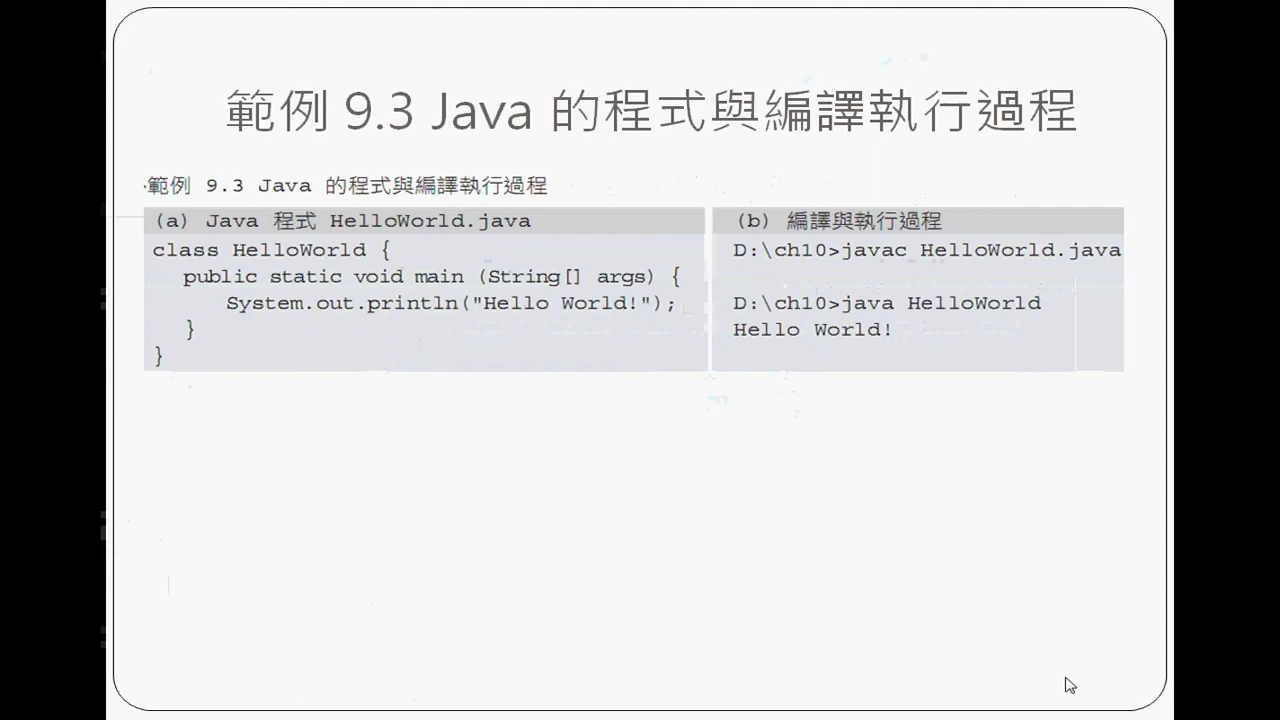 範例 9.3 Java 的程式與編譯執行過程
·範例 9.3 Java 的程式與編譯執行過程
(a) Java 程式 HelloWorld.java
class HelloWorld {
public static void main (String[] args) {
System.out.println("Hello World!");
}
}
(b) 編譯與執行過程
D:\ch10>javac HelloWorld.java
D:\ch10>java HelloWorld
Hello World!